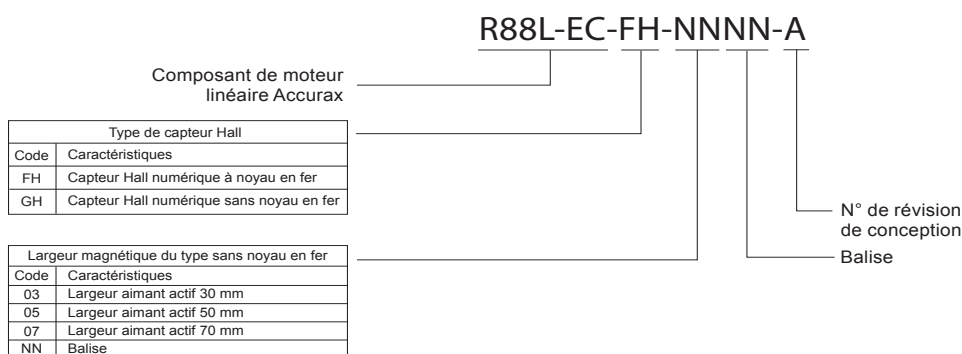 R88L-EC-FH-NNNN-A
Composant de moteur
linéaire Accurax
Type de capteur Hall
Code Caractéristiques
FH Capteur Hall numérique à noyau en fer
GH Capteur Hall numérique sans noyau en fer
N° de révision
de conception
Balise
Largeur magnétique du type sans noyau en fer
Code Caractéristiques
03 Largeur aimant actif 30 mm
05 Largeur aimant actif 50 mm
07 Largeur aimant actif 70 mm
NN Balise